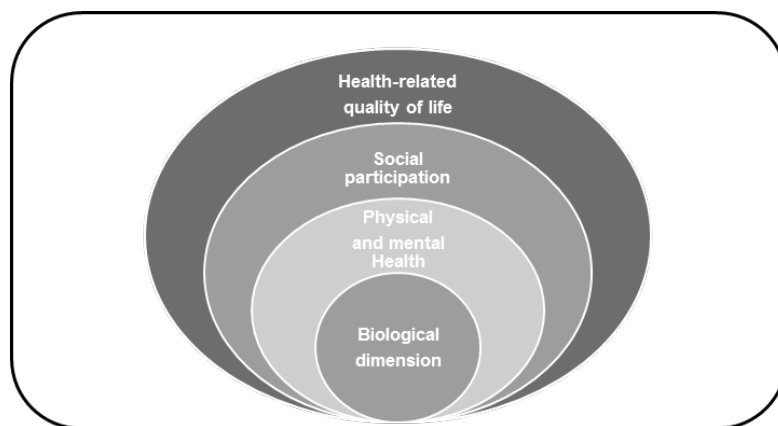 Health-related
quality of life
Social
participation
Physical
and mental
Health
Biological
dimension